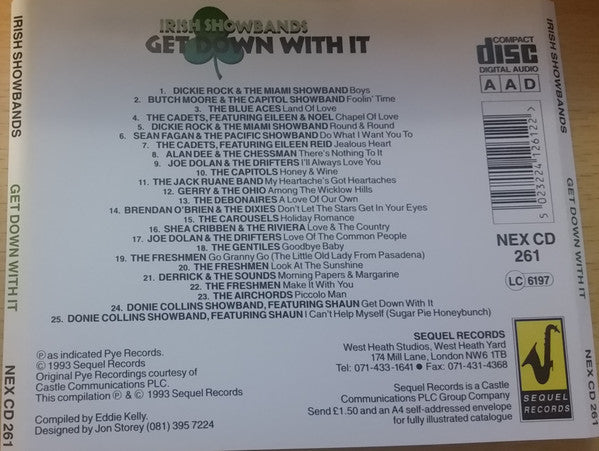 IRISH SHOWBANDS
GET DOWN WITH IT
NEX CD 261
IRISH SHOWBANDS
GET DOWN WITH IT
COMPACT
disc
DIGITAL AUDIO
A A D
1. DICKIE ROCK & THE MIAMI SHOWBAND Boys
2. BUTCH MOORE & THE CAPITOL SHOWBAND Foolin' Time
3. THE BLUE ACES Land Of Love
4. THE CADETS, FEATURING EILEEN & NOEL Chapel Of Love
5. DICKIE ROCK & THE MIAMI SHOWBAND Round & Round
6. SEAN FAGAN & THE PACIFIC SHOWBAND Do What I Want You To
7. THE CADETS, FEATURING EILEEN REID Jealous Heart
8. ALAN DEE & THE CHESSMAN There's Nothing To It
9. JOE DOLAN & THE DRIFTERS I'll Always Love You
10. THE CAPITOLS Honey & Wine
11. THE JACK RUANE BAND My Heartache's Got Heartaches
12. GERRY & THE OHIO Among The Wicklow Hills
13. THE DEBONAIRES A Love Of Our Own
14. BRENDAN O'BRIEN & THE DIXIES Don't Let The Stars Get In Your Eyes
15. THE CAROUSELS Holiday Romance
16. SHEA CRIBBEN & THE RIVIERA Love & The Country
17. JOE DOLAN & THE DRIFTERS Love Of The Common People
18. THE GENTILES Goodbye Baby
19. THE FRESHMEN Go Granny Go (The Little Old Lady From Pasadena)
20. THE FRESHMEN Look At The Sunshine
21. DERRICK & THE SOUNDS Morning Papers & Margarine
22. THE FRESHMEN Make It With You
23. THE AIRCHORDS Piccolo Man
24. DONIE COLLINS SHOWBAND, FEATURING SHAUN Get Down With It
25. DONIE COLLINS SHOWBAND, FEATURING SHAUN I Can't Help Myself (Sugar Pie Honeybunch)
5 023224 126122
NEX CD
261
LC 6197
℗ as indicated Pye Records.
© 1993 Sequel Records
Original Pye Recordings courtesy of
Castle Communications PLC.
This compilation ℗ & © 1993 Sequel Records
Compiled by Eddie Kelly.
Designed by Jon Storey (081) 395 7224
SEQUEL RECORDS
West Heath Studios, West Heath Yard
174 Mill Lane, London NW6 1TB
Tel: 071-433-1641 ● Fax: 071-431-4368
Sequel Records is a Castle
Communications PLC Group Company
Send £1.50 and an A4 self-addressed envelope
for fully illustrated catalogue
SEQUEL
RECORDS
IRISH SHOWBANDS
GET DOWN WITH IT
NEX CD 261